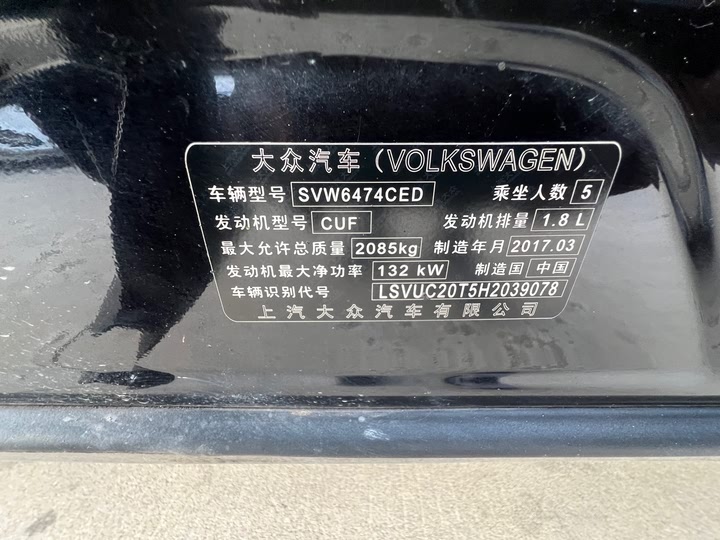 大众汽车(VOLKSWAGEN)
车辆型号 SVW6474CED 乘坐人数 5
发动机型号 CUF 发动机排量 1.8 L
最大允许总质量 2085kg 制造年月 2017.03
发动机最大净功率 132 kW 制造国 中国
车辆识别代号 LSVUC20T5H2039078
上汽大众汽车有限公司